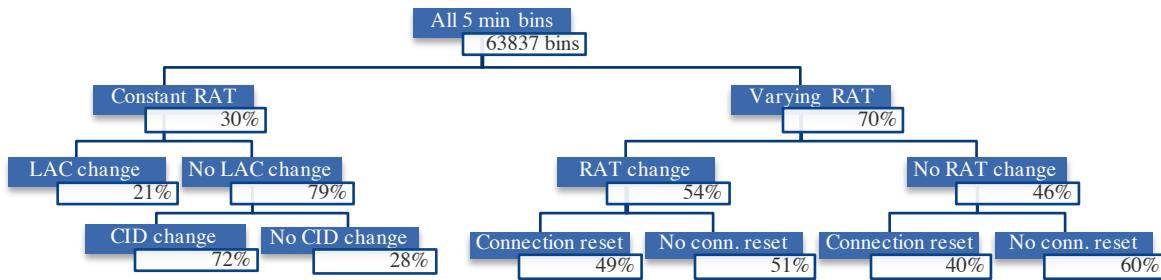 All 5 min bins
63837 bins
Constant RAT
30%
Varying RAT
70%
LAC change
21%
No LAC change
79%
RAT change
54%
No RAT change
46%
CID change
72%
No CID change
28%
Connection reset
49%
No conn. reset
51%
Connection reset
40%
No conn. reset
60%